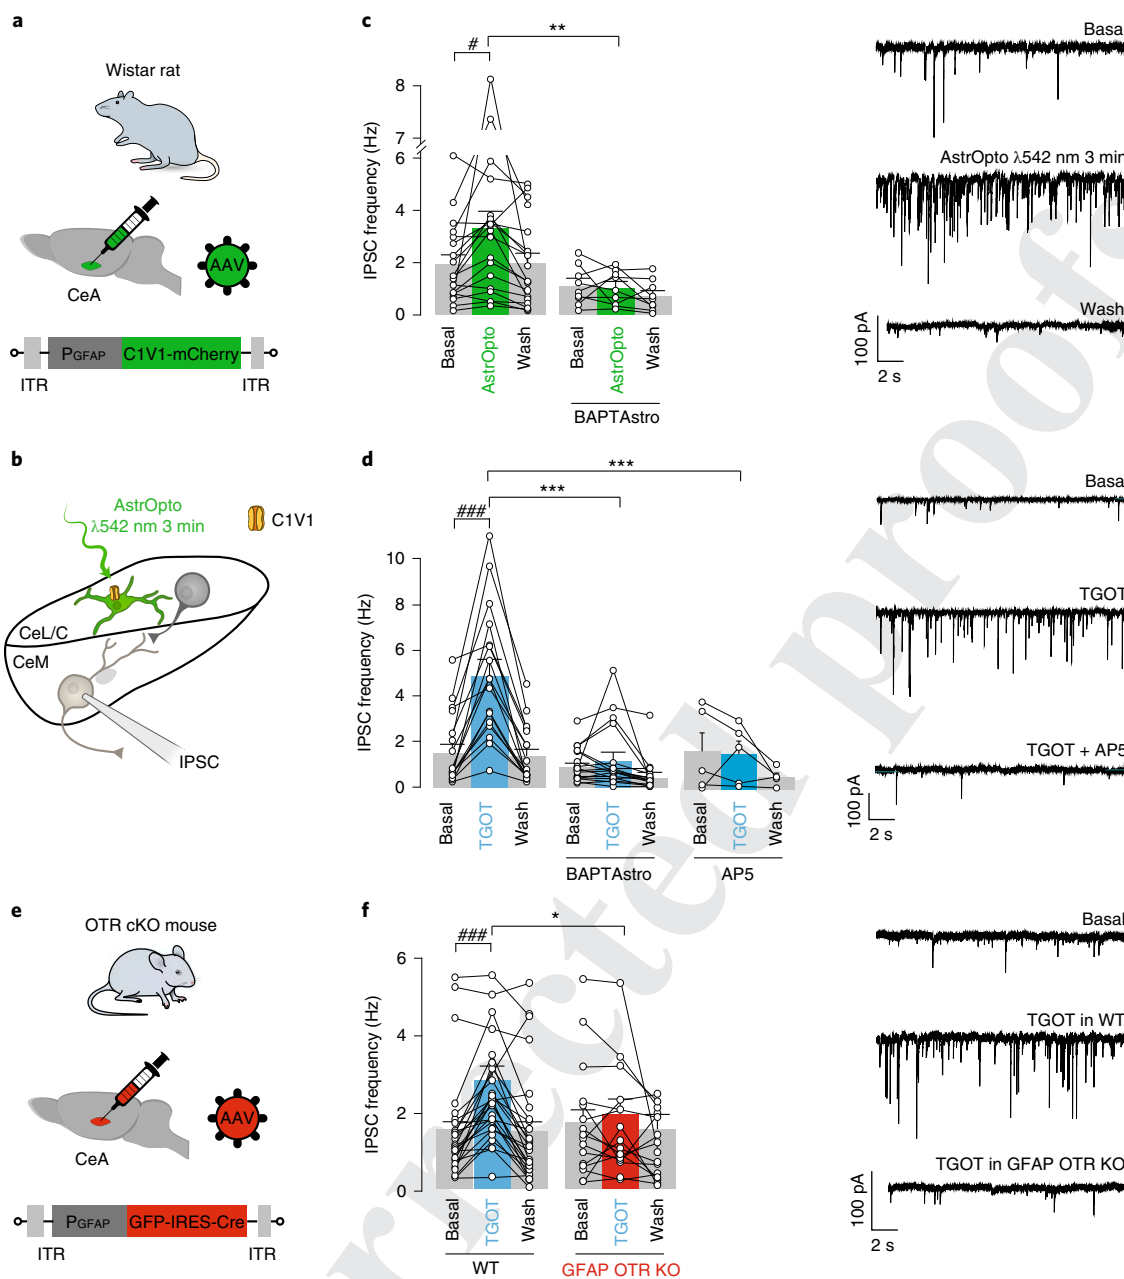 a
Wistar rat
CeA
AAV
PGFAP
C1V1-mCherry
ITR
ITR
b
AstrOpto
λ542 nm 3 min
C1V1
CeL/C
CeM
IPSC
c
**
#
8
7
6
4
2
0
IPSC frequency (Hz)
Basal
AstrOpto
Wash
Basal
AstrOpto
Wash
BAPTAstro
Basal
AstrOpto λ542 nm 3 min
Wash
100 pA
2 s
d
***
***
###
10
8
6
4
2
0
IPSC frequency (Hz)
Basal
TGOT
Wash
Basal
TGOT
Wash
Basal
TGOT
Wash
BAPTAstro
AP5
Basal
TGOT
TGOT + AP5
100 pA
2 s
e
OTR cKO mouse
CeA
AAV
PGFAP
GFP-IRES-Cre
ITR
ITR
f
*
###
6
4
2
0
IPSC frequency (Hz)
Basal
TGOT
Wash
Basal
TGOT
Wash
WT
GFAP OTR KO
Basal
TGOT in WT
TGOT in GFAP OTR KO
100 pA
2 s
rrected proofs